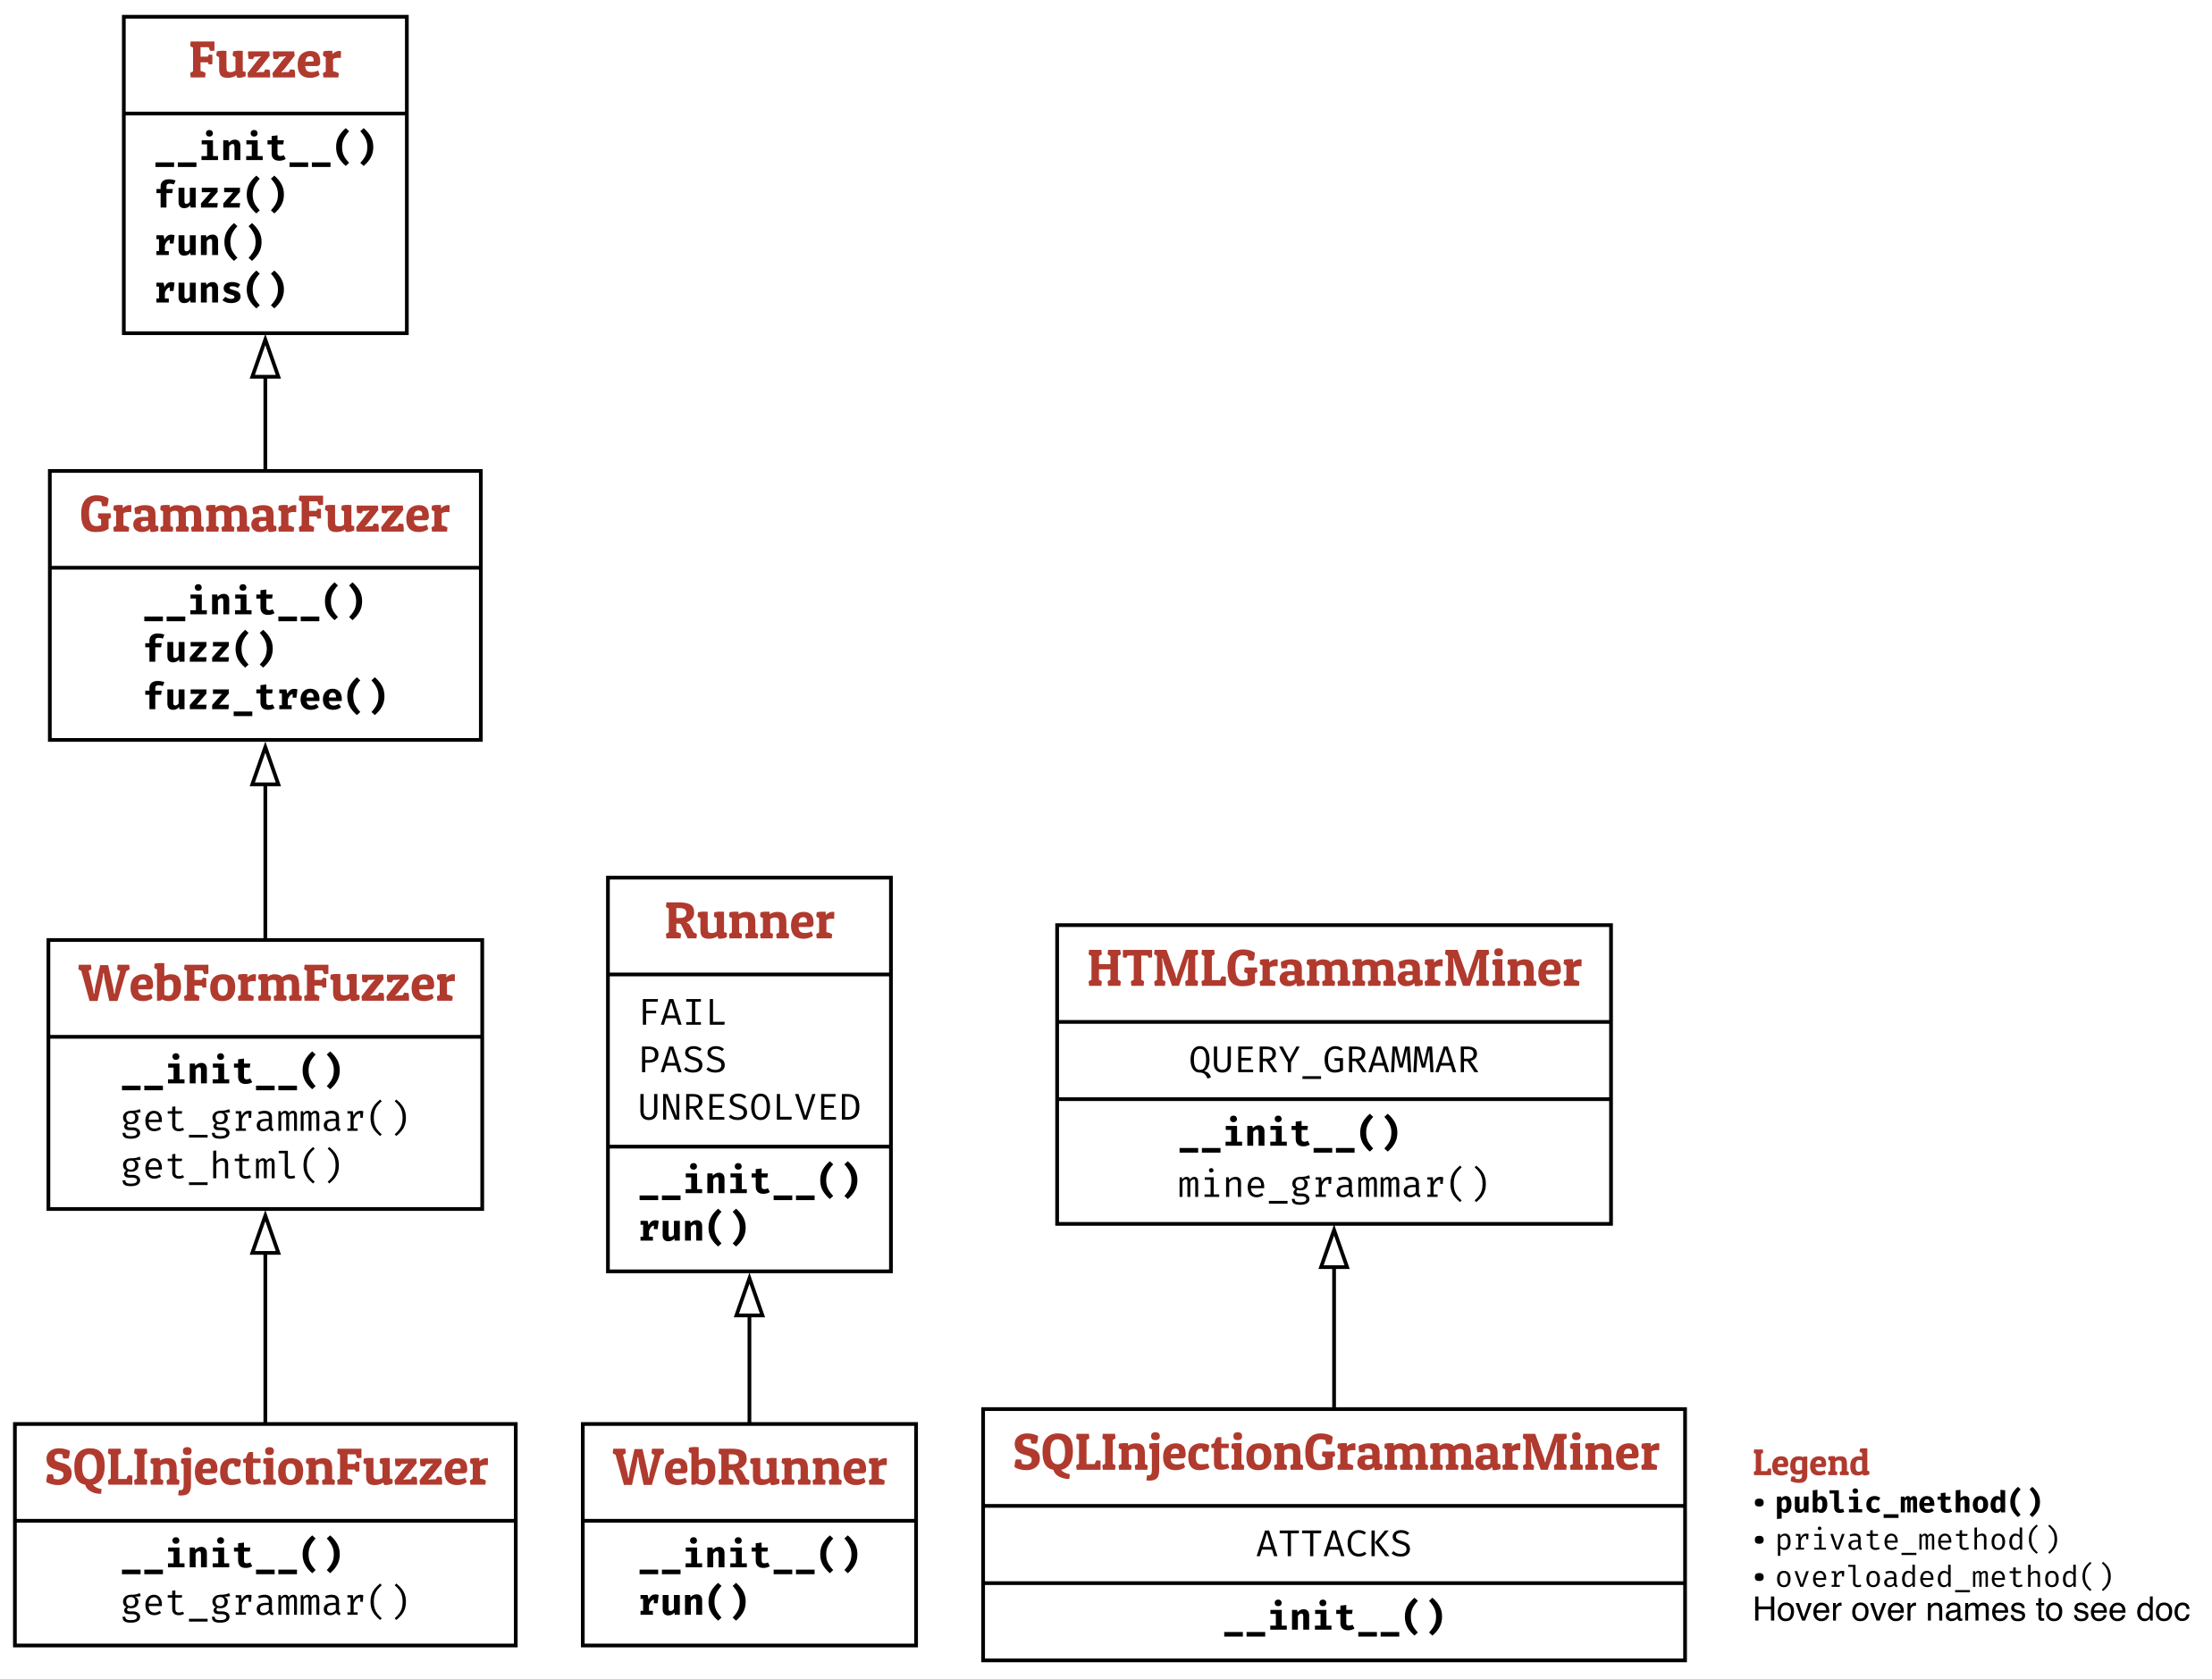 Fuzzer
__init__()
fuzz()
run()
runs()
GrammarFuzzer
__init__()
fuzz()
fuzz_tree()
WebFormFuzzer
__init__()
get_grammar()
get_html()
SQLInjectionFuzzer
__init__()
get_grammar()
Runner
FAIL
PASS
UNRESOLVED
__init__()
run()
WebRunner
__init__()
run()
HTMLGrammarMiner
QUERY_GRAMMAR
__init__()
mine_grammar()
SQLInjectionGrammarMiner
ATTACKS
__init__()
Legend
• public_method()
• private_method()
• overloaded_method()
Hover over names to see doc